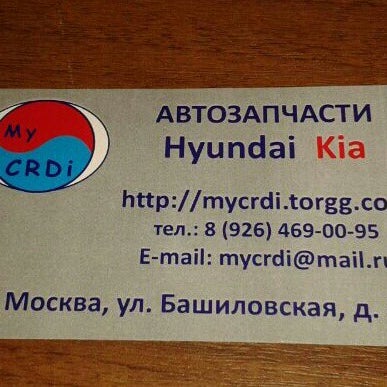 My
CRDi
АВТОЗАПЧАСТИ
Hyundai Kia
http://mycrdi.torgg.co
тел.: 8 (926) 469-00-95
E-mail: mycrdi@mail.ru
Москва, ул. Башиловская, д.